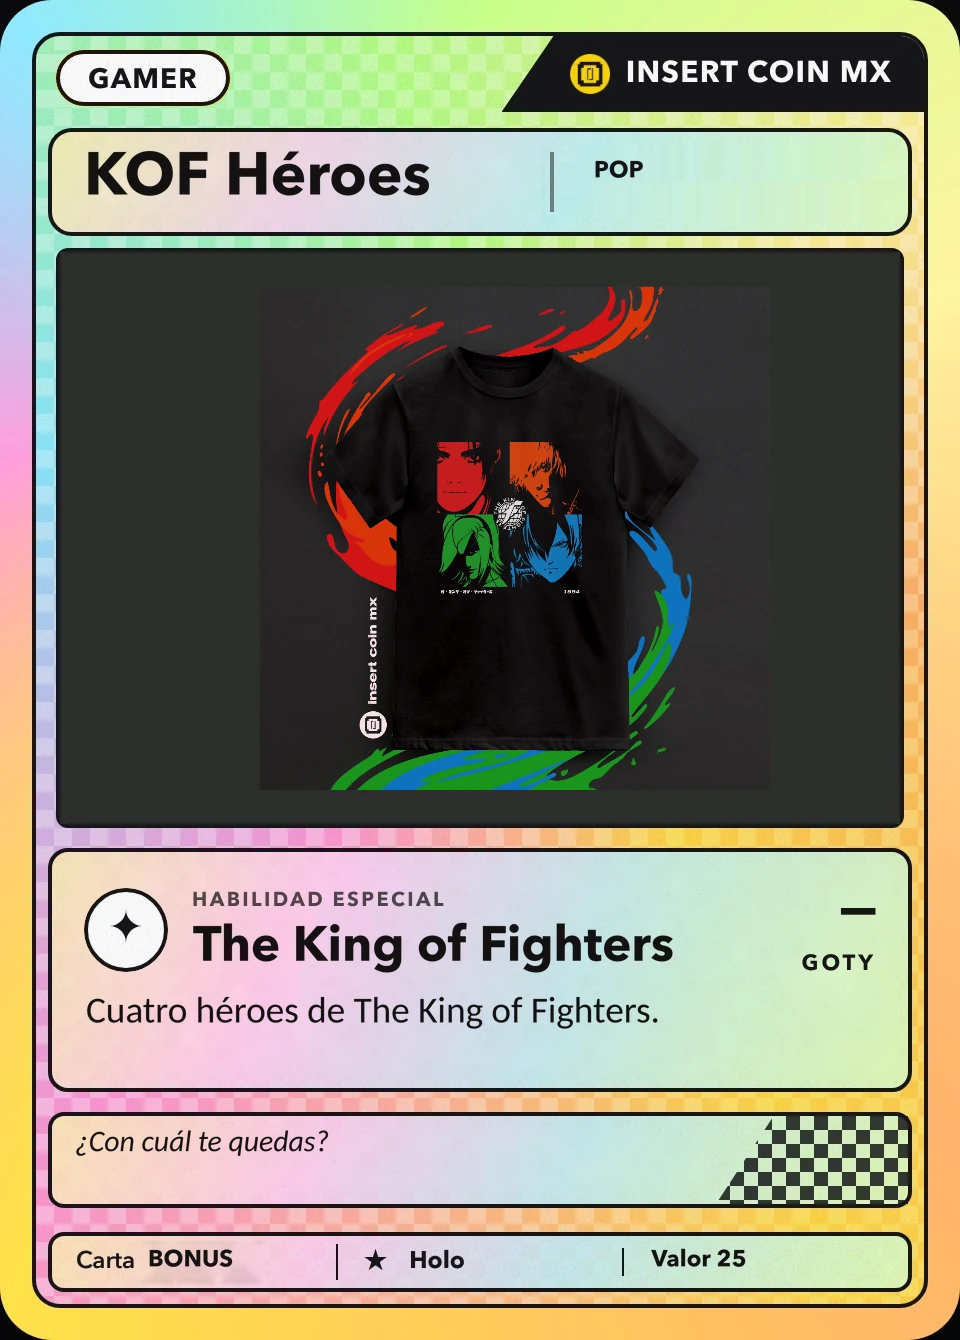 GAMER
INSERT COIN MX
KOF Héroes
POP
insert coin mx
1994
HABILIDAD ESPECIAL
The King of Fighters
—
GOTY
Cuatro héroes de The King of Fighters.
¿Con cuál te quedas?
Carta BONUS
★ Holo
Valor 25